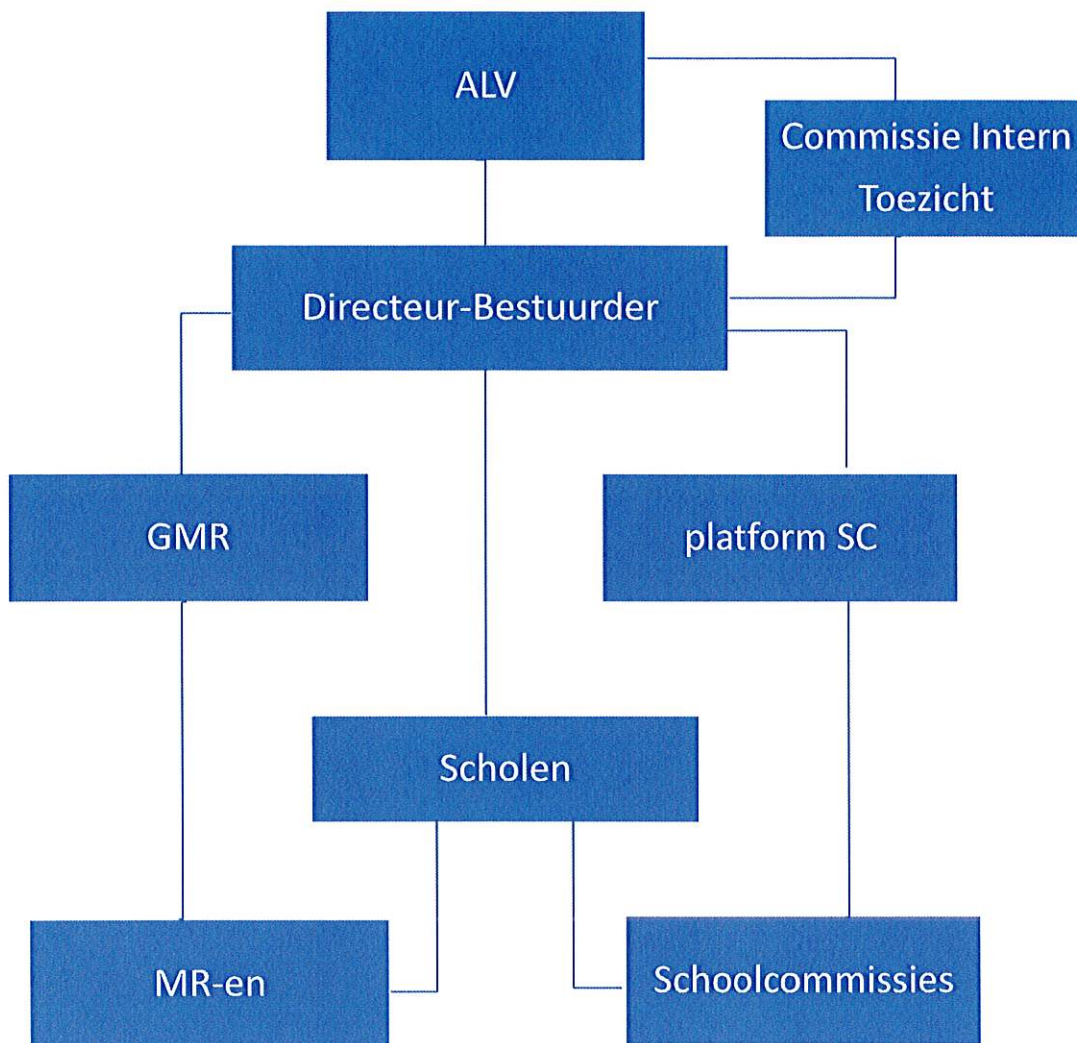 ALV
Commissie Intern
Toezicht
Directeur-Bestuurder
GMR
platform SC
Scholen
MR-en
Schoolcommissies